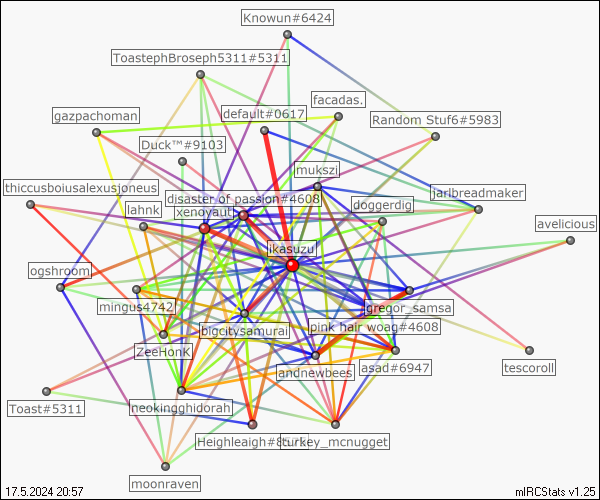 Knowun#6424
ToastephBroseph5311#5311
facadas.
gazpachoman
default#0617
Random Stuf6#5983
Duck™#9103
mukszi
thiccusboiusalexusjoneus
jarlbreadmaker
disaster of passion#4608
lahnk
xenoyaut
doggerdig
avelicious
ikasuzu
ogshroom
mingus4742
gregor_samsa
bigcitysamurai
pink hair woag#4608
ZeeHonK
andnewbees
asad#6947
tescoroll
Toast#5311
neokingghidorah
turkey_mcnugget
moonraven
17.5.2024 20:57
mIRCStats v1.25